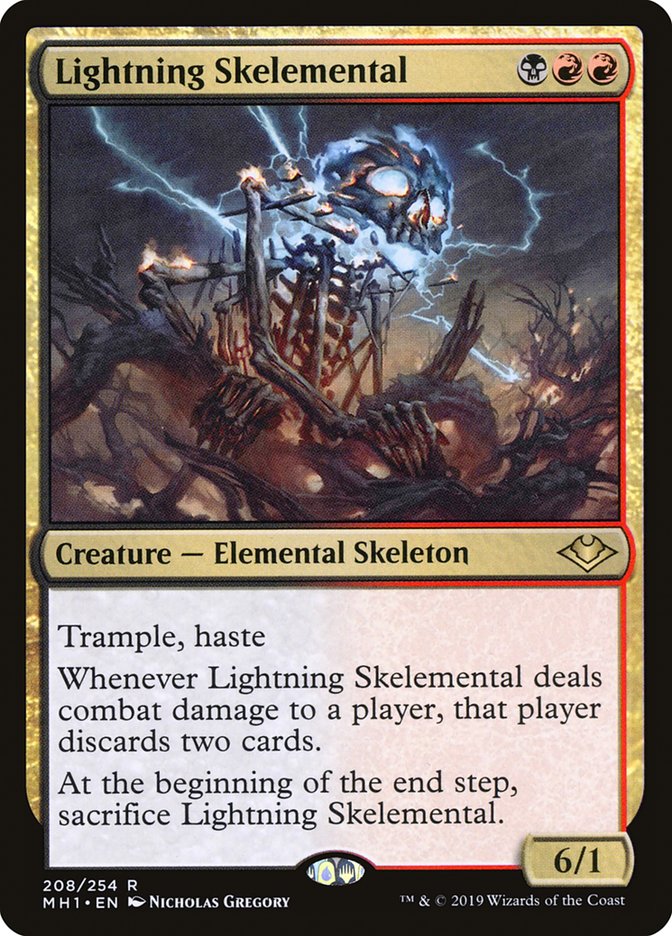 Lightning Skelemental
Creature — Elemental Skeleton
Trample, haste
Whenever Lightning Skelemental deals
combat damage to a player, that player
discards two cards.
At the beginning of the end step,
sacrifice Lightning Skelemental.
6/1
208/254 R
MH1 • EN Nicholas Gregory
™ & © 2019 Wizards of the Coast